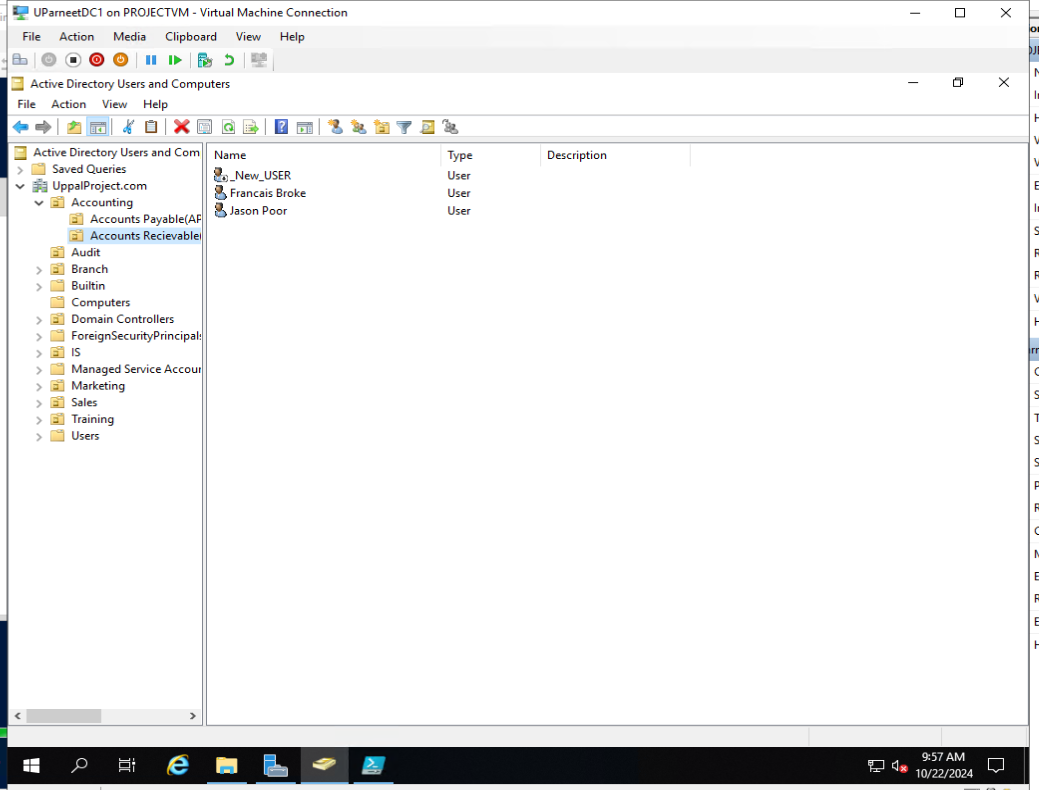 UParneetDC1 on PROJECTVM - Virtual Machine Connection
File Action Media Clipboard View Help
Active Directory Users and Computers
File Action View Help
Active Directory Users and Com
Saved Queries
UppalProject.com
Accounting
Accounts Payable(AP
Accounts Recievable(
Audit
Branch
Builtin
Computers
Domain Controllers
ForeignSecurityPrincipals
IS
Managed Service Accour
Marketing
Sales
Training
Users
Name Type Description
_New_USER User
Francais Broke User
Jason Poor User
9:57 AM
10/22/2024